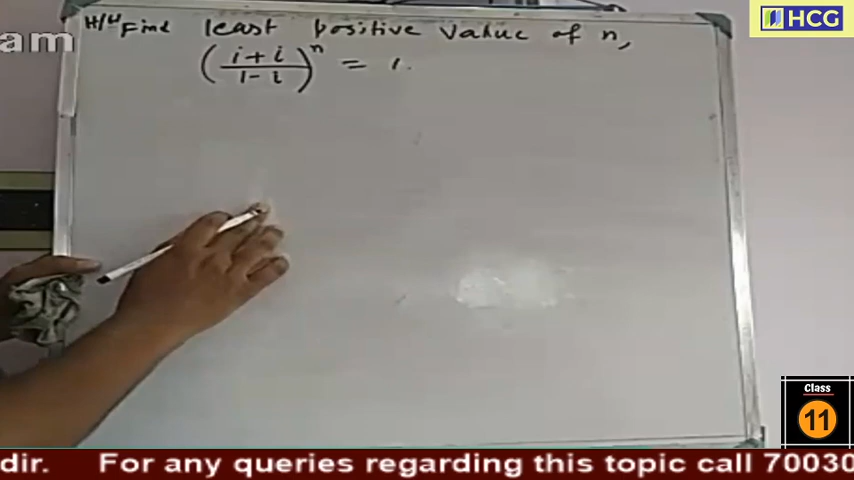 am
H/W Find least positive value of n,
(i+i/1-i)^n = 1.
HCG
Class
11
dir. For any queries regarding this topic call 70030